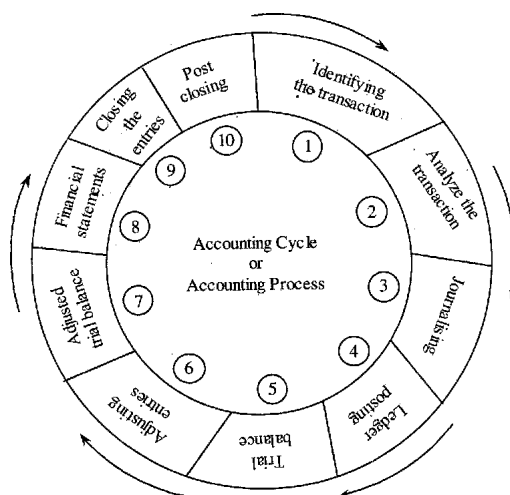 Identifying
the transaction
1
Analyze the
transaction
2
Journalising
3
Ledger
posting
4
Trial
balance
5
Adjusting
entries
6
Adjusted
trial balance
7
Financial
statements
8
Closing
the
entries
9
Post
closing
10
Accounting Cycle
or
Accounting Process